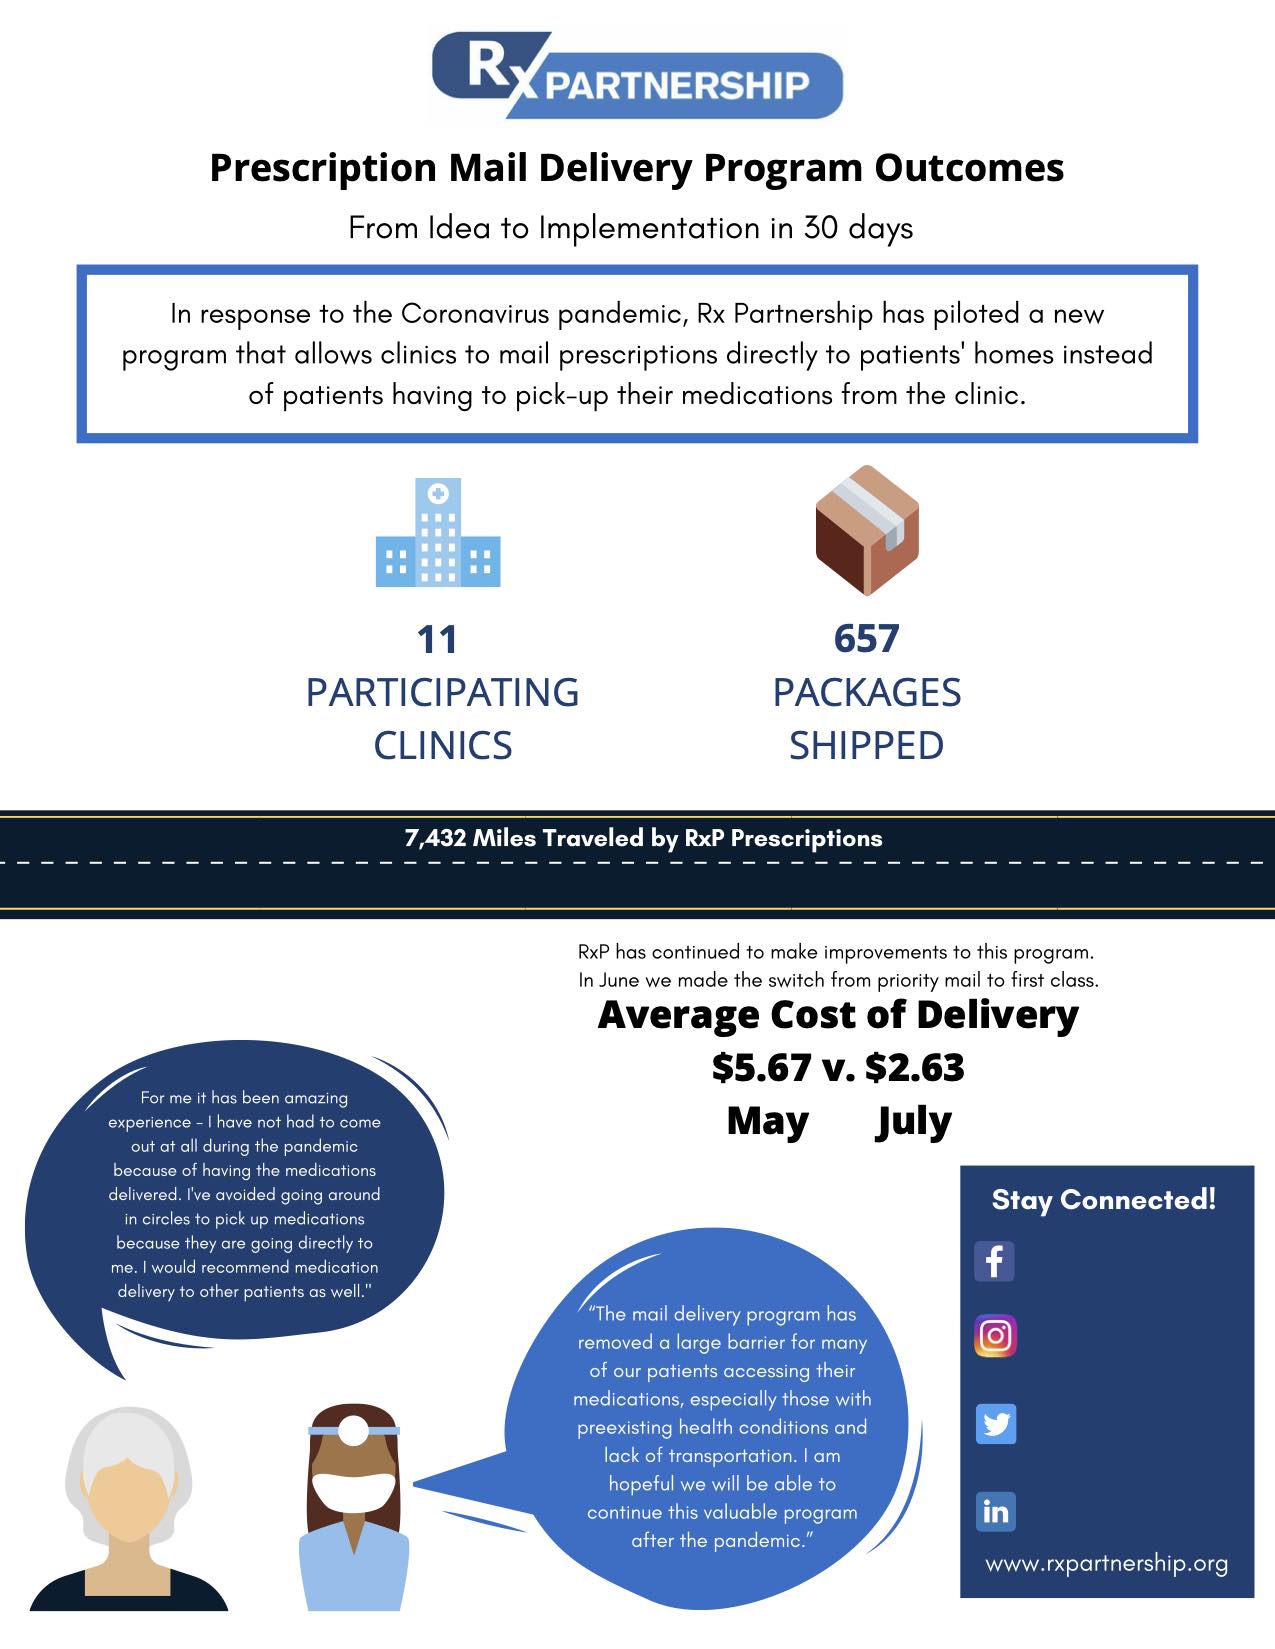 Rx PARTNERSHIP
Prescription Mail Delivery Program Outcomes
From Idea to Implementation in 30 days
In response to the Coronavirus pandemic, Rx Partnership has piloted a new
program that allows clinics to mail prescriptions directly to patients' homes instead
of patients having to pick-up their medications from the clinic.
11
PARTICIPATING
CLINICS
657
PACKAGES
SHIPPED
7,432 Miles Traveled by RxP Prescriptions
RxP has continued to make improvements to this program.
In June we made the switch from priority mail to first class.
Average Cost of Delivery
$5.67 v. $2.63
May July
For me it has been amazing
experience - I have not had to come
out at all during the pandemic
because of having the medications
delivered. I've avoided going around
in circles to pick up medications
because they are going directly to
me. I would recommend medication
delivery to other patients as well."
“The mail delivery program has
removed a large barrier for many
of our patients accessing their
medications, especially those with
preexisting health conditions and
lack of transportation. I am
hopeful we will be able to
continue this valuable program
after the pandemic.”
Stay Connected!
f
in
www.rxpartnership.org